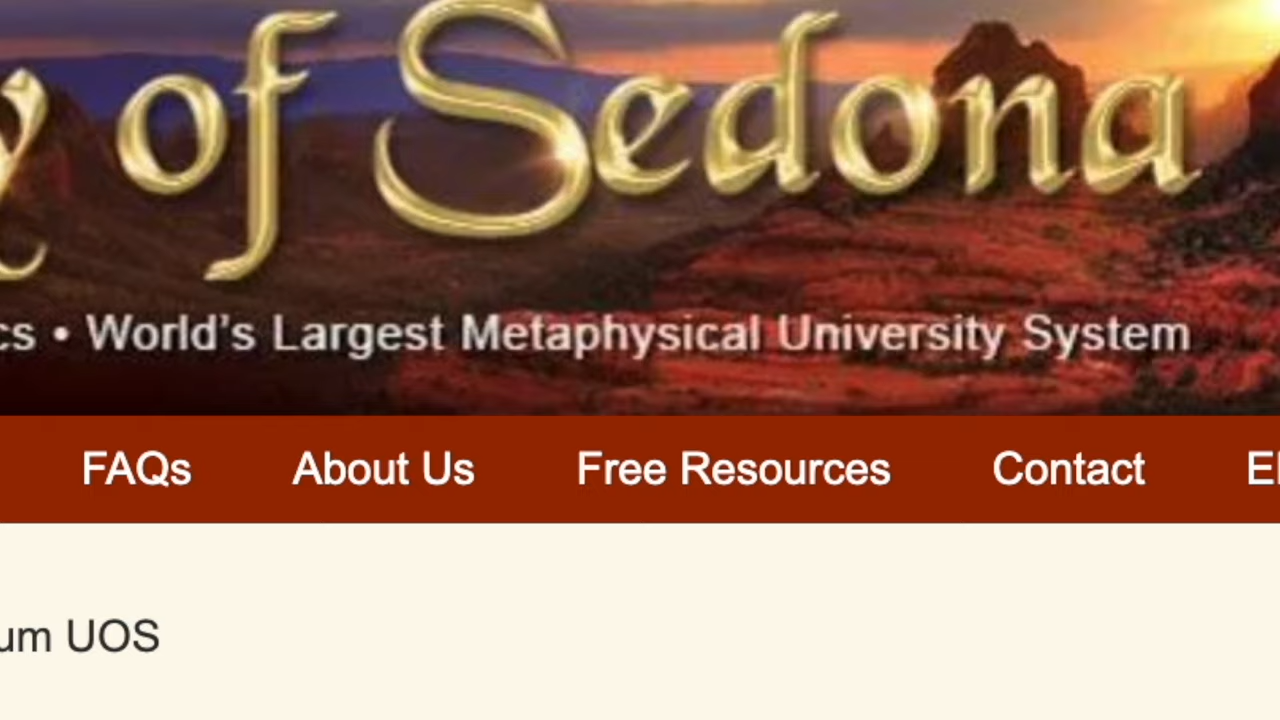 y of Sedona
cs • World’s Largest Metaphysical University System
FAQs About Us Free Resources Contact
um UOS